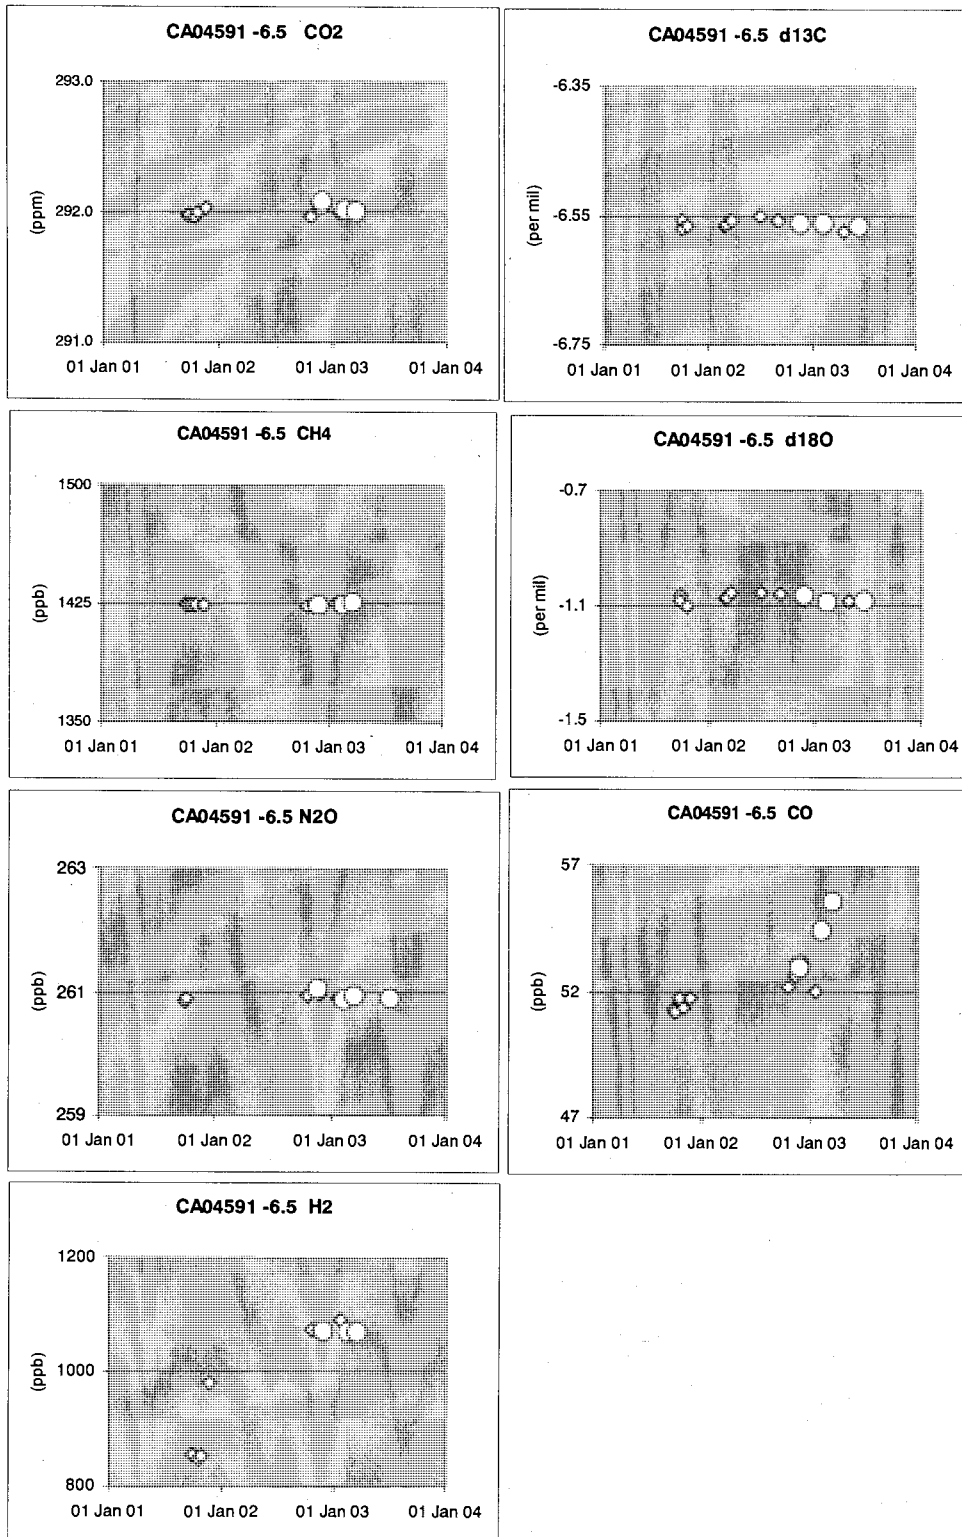 CA04591 -6.5 CO2
293.0
292.0
291.0
(ppm)
01 Jan 01 01 Jan 02 01 Jan 03 01 Jan 04
CA04591 -6.5 d13C
-6.35
-6.55
-6.75
(per mil)
01 Jan 01 01 Jan 02 01 Jan 03 01 Jan 04
CA04591 -6.5 CH4
1500
1425
1350
(ppb)
01 Jan 01 01 Jan 02 01 Jan 03 01 Jan 04
CA04591 -6.5 d18O
-0.7
-1.1
-1.5
(per mil)
01 Jan 01 01 Jan 02 01 Jan 03 01 Jan 04
CA04591 -6.5 N2O
263
261
259
(ppb)
01 Jan 01 01 Jan 02 01 Jan 03 01 Jan 04
CA04591 -6.5 CO
57
52
47
(ppb)
01 Jan 01 01 Jan 02 01 Jan 03 01 Jan 04
CA04591 -6.5 H2
1200
1000
800
(ppb)
01 Jan 01 01 Jan 02 01 Jan 03 01 Jan 04